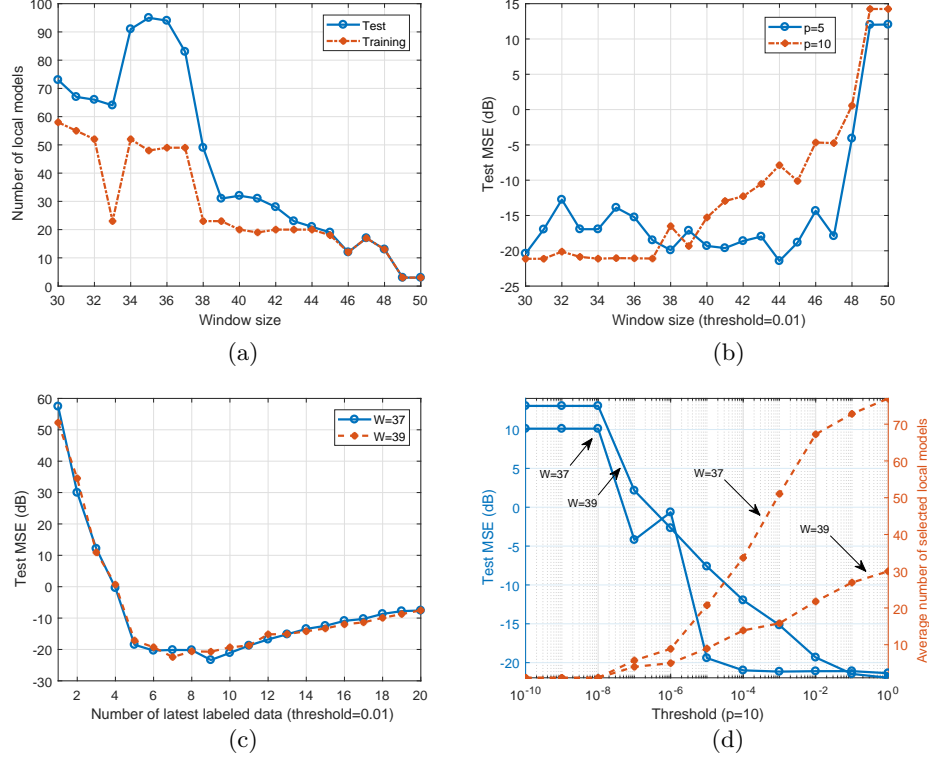 100
90
80
70
60
50
40
30
20
10
0
30 32 34 36 38 40 42 44 46 48 50
Number of local models
Window size
Test
Training
(a)
15
10
5
0
-5
-10
-15
-20
-25
30 32 34 36 38 40 42 44 46 48 50
Test MSE (dB)
Window size (threshold=0.01)
p=5
p=10
(b)
60
50
40
30
20
10
0
-10
-20
-30
2 4 6 8 10 12 14 16 18 20
Test MSE (dB)
Number of latest labeled data (threshold=0.01)
W=37
W=39
(c)
10
5
0
-5
-10
-15
-20
Test MSE (dB)
10-10 10-8 10-6 10-4 10-2 100
Threshold (p=10)
W=37
W=39
W=37
W=39
70
60
50
40
30
20
10
Average number of selected local models
(d)